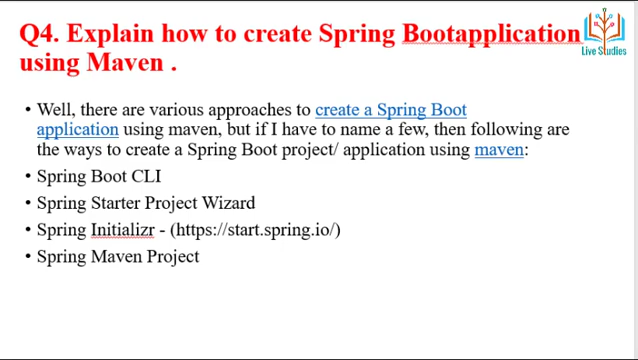 Q4. Explain how to create Spring Bootapplication
using Maven .
Live Studies
• Well, there are various approaches to create a Spring Boot
application using maven, but if I have to name a few, then following are
the ways to create a Spring Boot project/ application using maven:
• Spring Boot CLI
• Spring Starter Project Wizard
• Spring Initializr - (https://start.spring.io/)
• Spring Maven Project